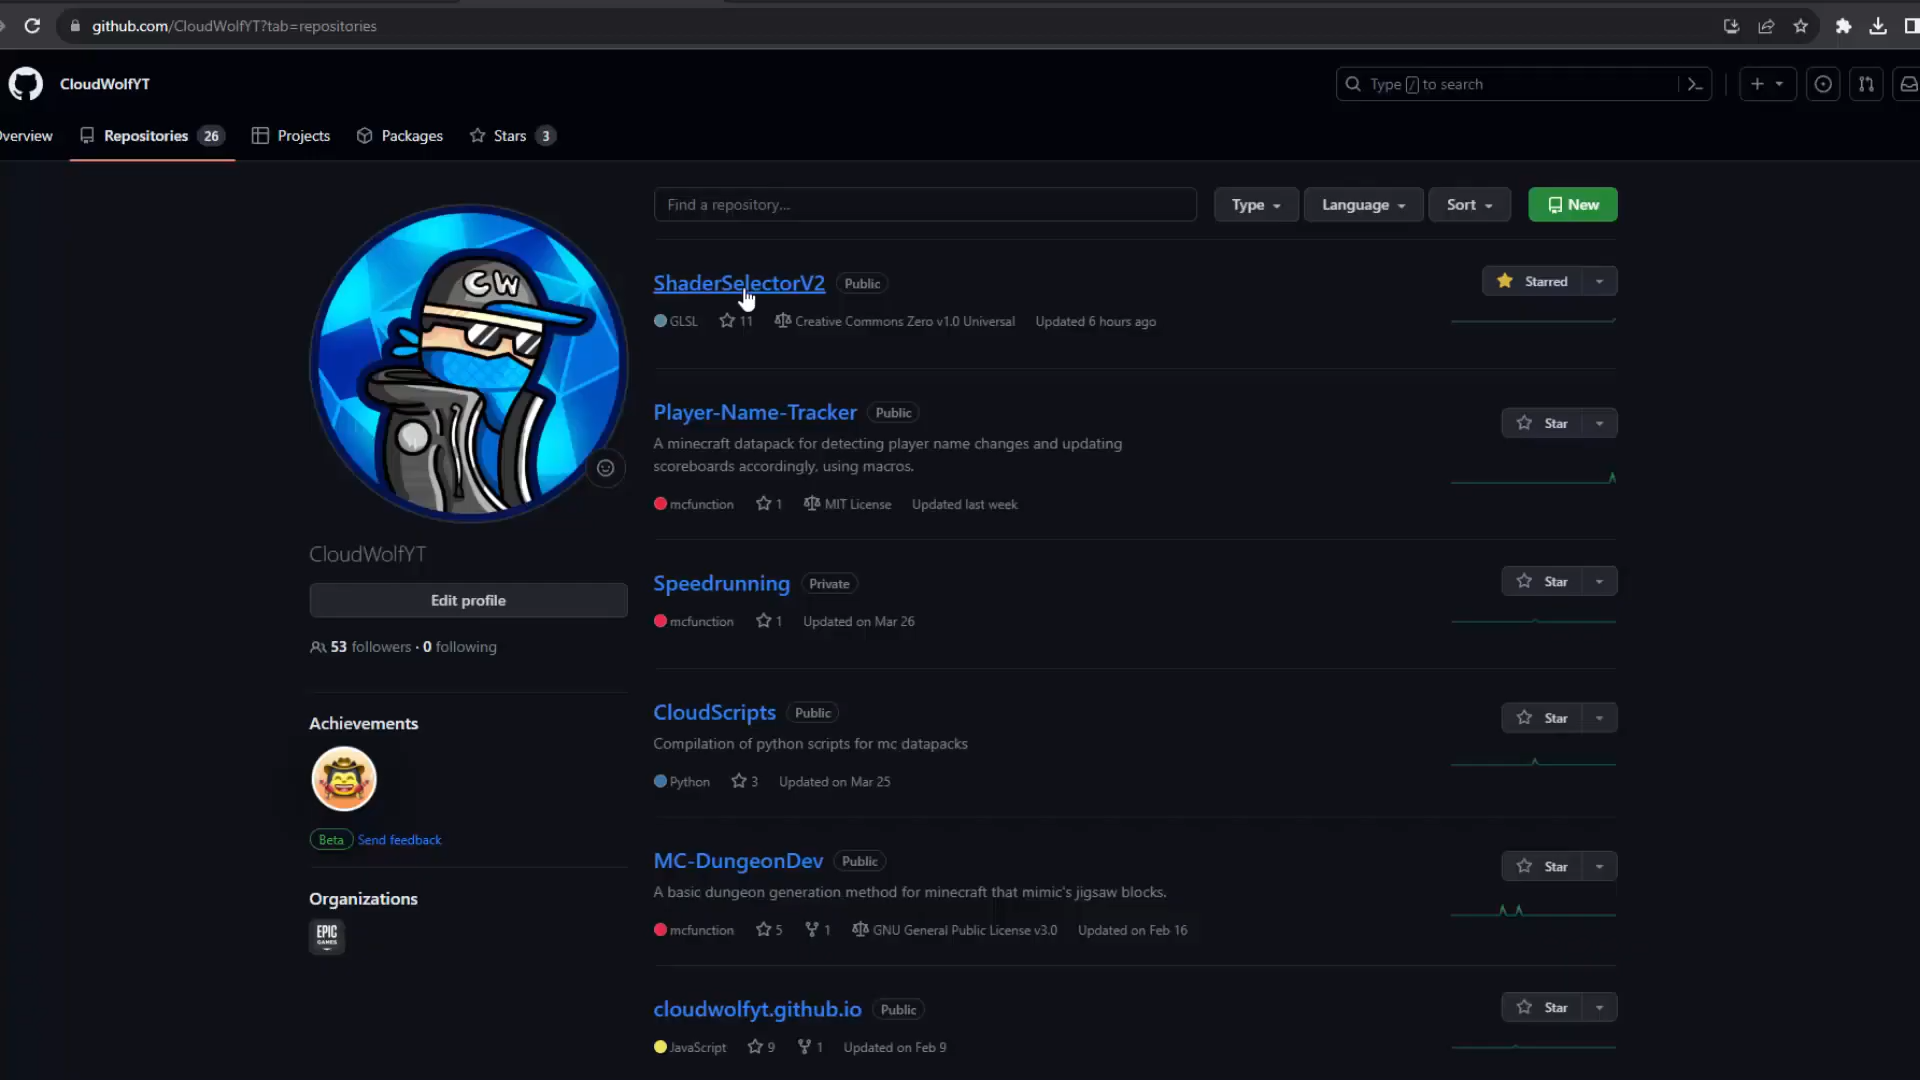 github.com/CloudWolfYT?tab=repositories
CloudWolfYT
Type / to search
verview
Repositories 26
Projects
Packages
Stars 3
Find a repository...
Type
Language
Sort
New
CW
ShaderSelectorV2 Public
Starred
GLSL 11 Creative Commons Zero v1.0 Universal Updated 6 hours ago
Player-Name-Tracker Public
Star
A minecraft datapack for detecting player name changes and updating
scoreboards accordingly, using macros.
mcfunction 1 MIT License Updated last week
CloudWolfYT
Edit profile
53 followers · 0 following
Speedrunning Private
Star
mcfunction 1 Updated on Mar 26
Achievements
Beta Send feedback
Organizations
EPIC
GAMES
CloudScripts Public
Star
Compilation of python scripts for mc datapacks
Python 3 Updated on Mar 25
MC-DungeonDev Public
Star
A basic dungeon generation method for minecraft that mimic's jigsaw blocks.
mcfunction 5 1 GNU General Public License v3.0 Updated on Feb 16
cloudwolfyt.github.io Public
Star
JavaScript 9 1 Updated on Feb 9